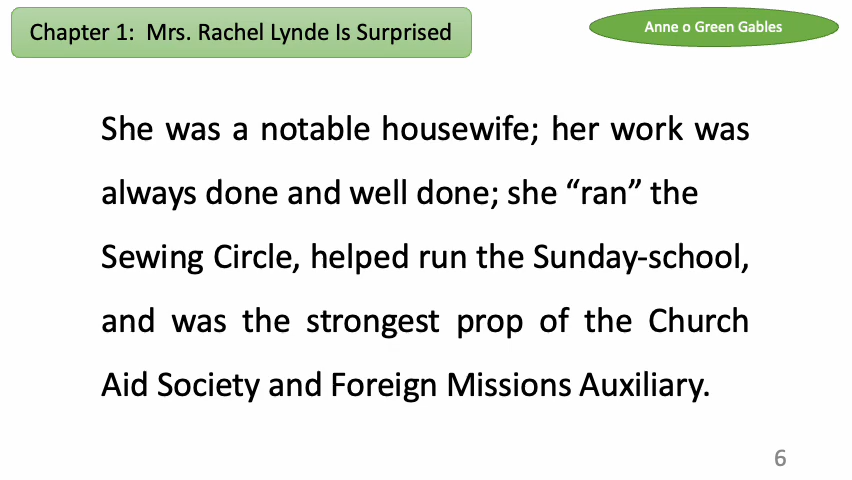 Chapter 1: Mrs. Rachel Lynde Is Surprised
Anne o Green Gables
She was a notable housewife; her work was
always done and well done; she “ran” the
Sewing Circle, helped run the Sunday-school,
and was the strongest prop of the Church
Aid Society and Foreign Missions Auxiliary.
6